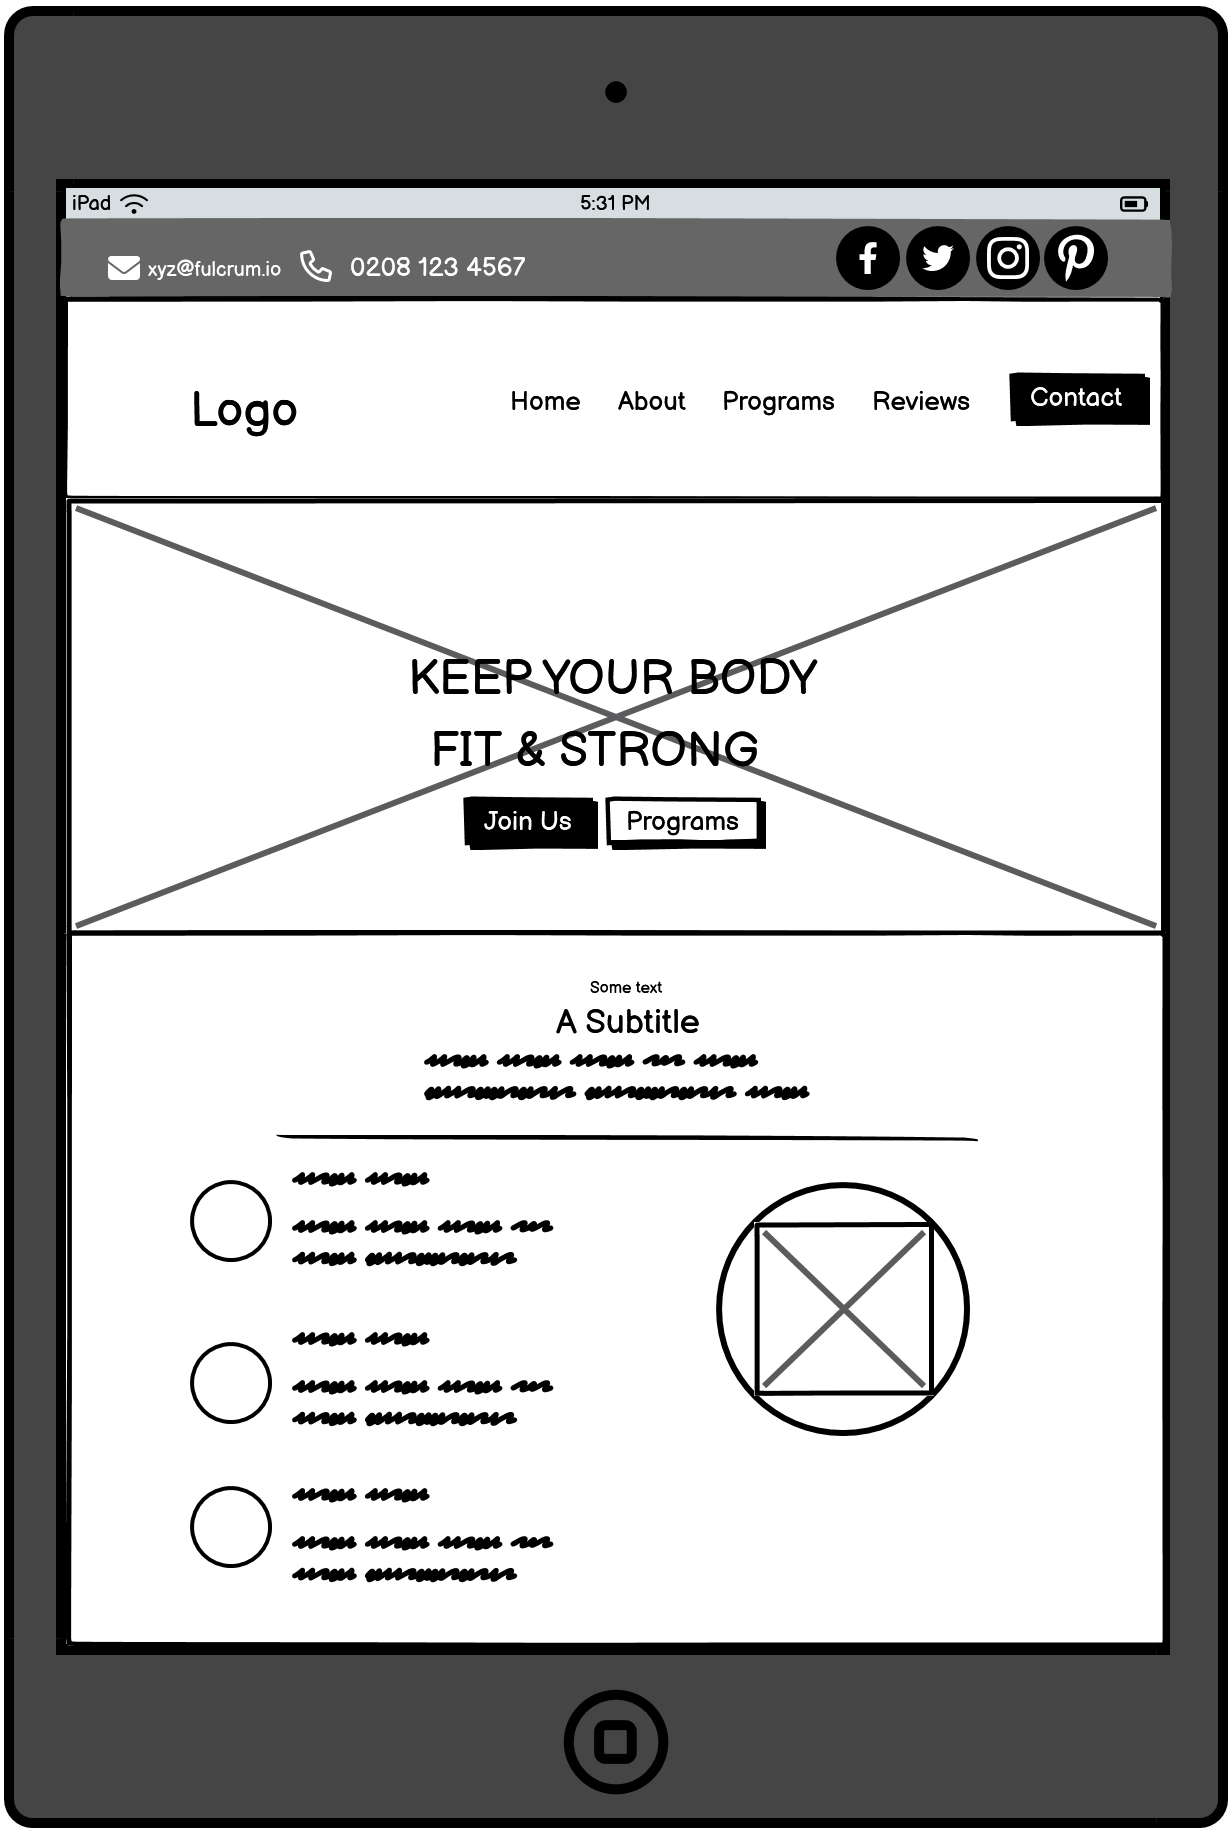 iPad 5:31 PM
xyz@fulcrum.io 0208 123 4567
Logo Home About Programs Reviews Contact
KEEP YOUR BODY
FIT & STRONG
Join Us Programs
Some text
A Subtitle